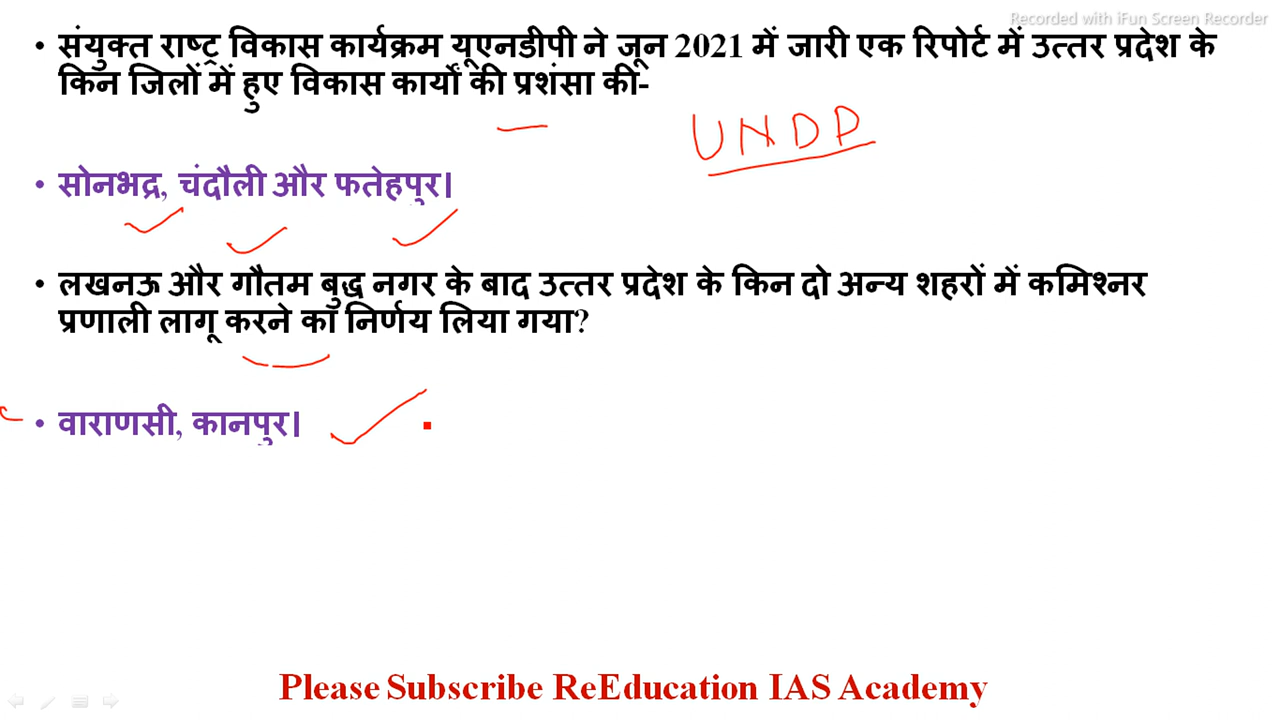 Recorded with iFun Screen Recorder
• संयुक्त राष्ट्र विकास कार्यक्रम यूएनडीपी ने जून 2021 में जारी एक रिपोर्ट में उत्तर प्रदेश के
किन जिलों में हुए विकास कार्यों की प्रशंसा की-
UNDP
• सोनभद्र, चंदौली और फतेहपुर।
• लखनऊ और गौतम बुद्ध नगर के बाद उत्तर प्रदेश के किन दो अन्य शहरों में कमिश्नर
प्रणाली लागू करने का निर्णय लिया गया?
• वाराणसी, कानपुर।
Please Subscribe ReEducation IAS Academy